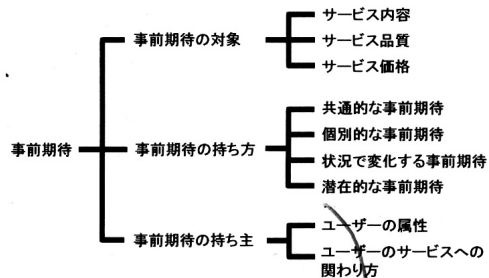 事前期待
事前期待の対象
サービス内容
サービス品質
サービス価格
事前期待の持ち方
共通的な事前期待
個別的な事前期待
状況で変化する事前期待
潜在的な事前期待
事前期待の持ち主
ユーザーの属性
ユーザーのサービスへの
関わり方